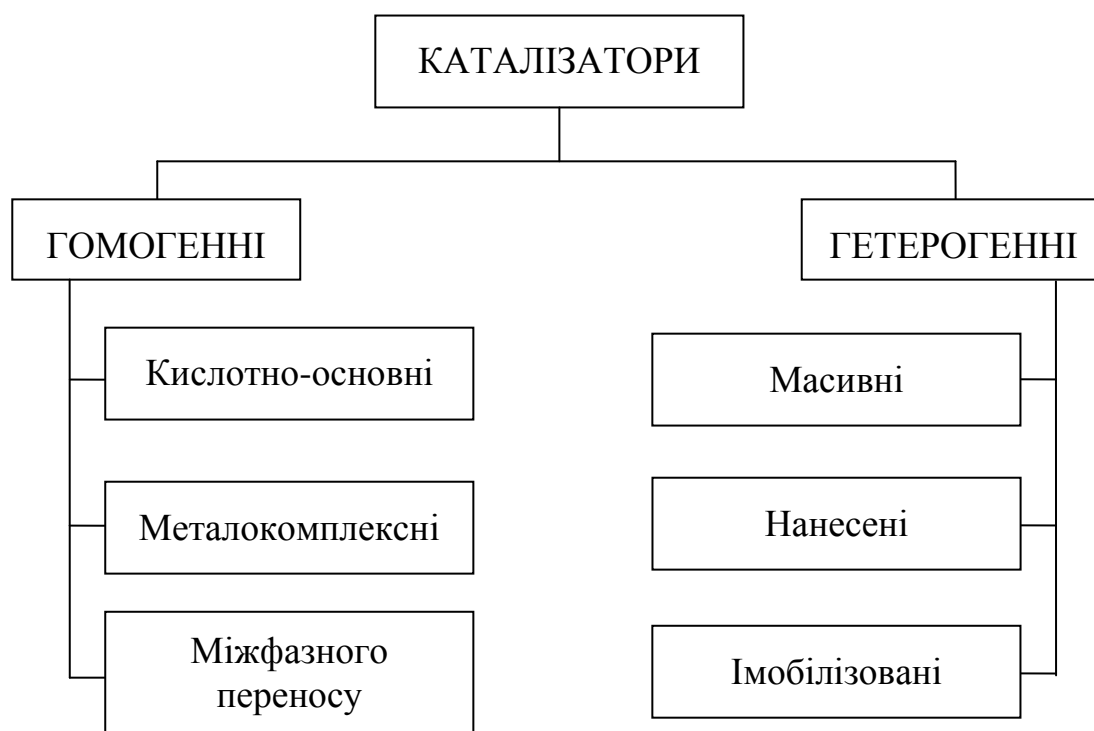 КАТАЛІЗАТОРИ
ГОМОГЕННІ
ГЕТЕРОГЕННІ
Кислотно-основні
Масивні
Металокомплексні
Нанесені
Міжфазного
переносу
Імобілізовані